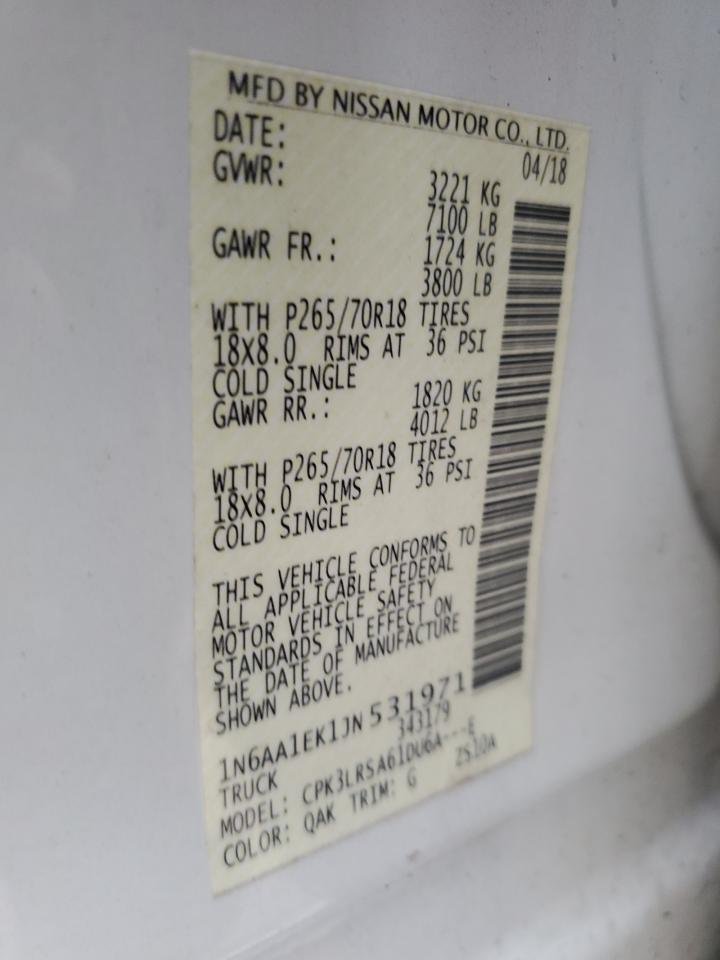 MFD BY NISSAN MOTOR CO., LTD.
DATE: 04/18
GVWR: 3221 KG
7100 LB
GAWR FR.: 1724 KG
3800 LB
WITH P265/70R18 TIRES
18X8.0 RIMS AT 36 PSI
COLD SINGLE
GAWR RR.: 1820 KG
4012 LB
WITH P265/70R18 TIRES
18X8.0 RIMS AT 36 PSI
COLD SINGLE
THIS VEHICLE CONFORMS TO
ALL APPLICABLE FEDERAL
MOTOR VEHICLE SAFETY
STANDARDS IN EFFECT ON
THE DATE OF MANUFACTURE
SHOWN ABOVE.
1N6AA1EK1JN531971
TRUCK 343179
MODEL: CPK3LRSA61DU6A---E
COLOR: QAK TRIM: G ZS10A